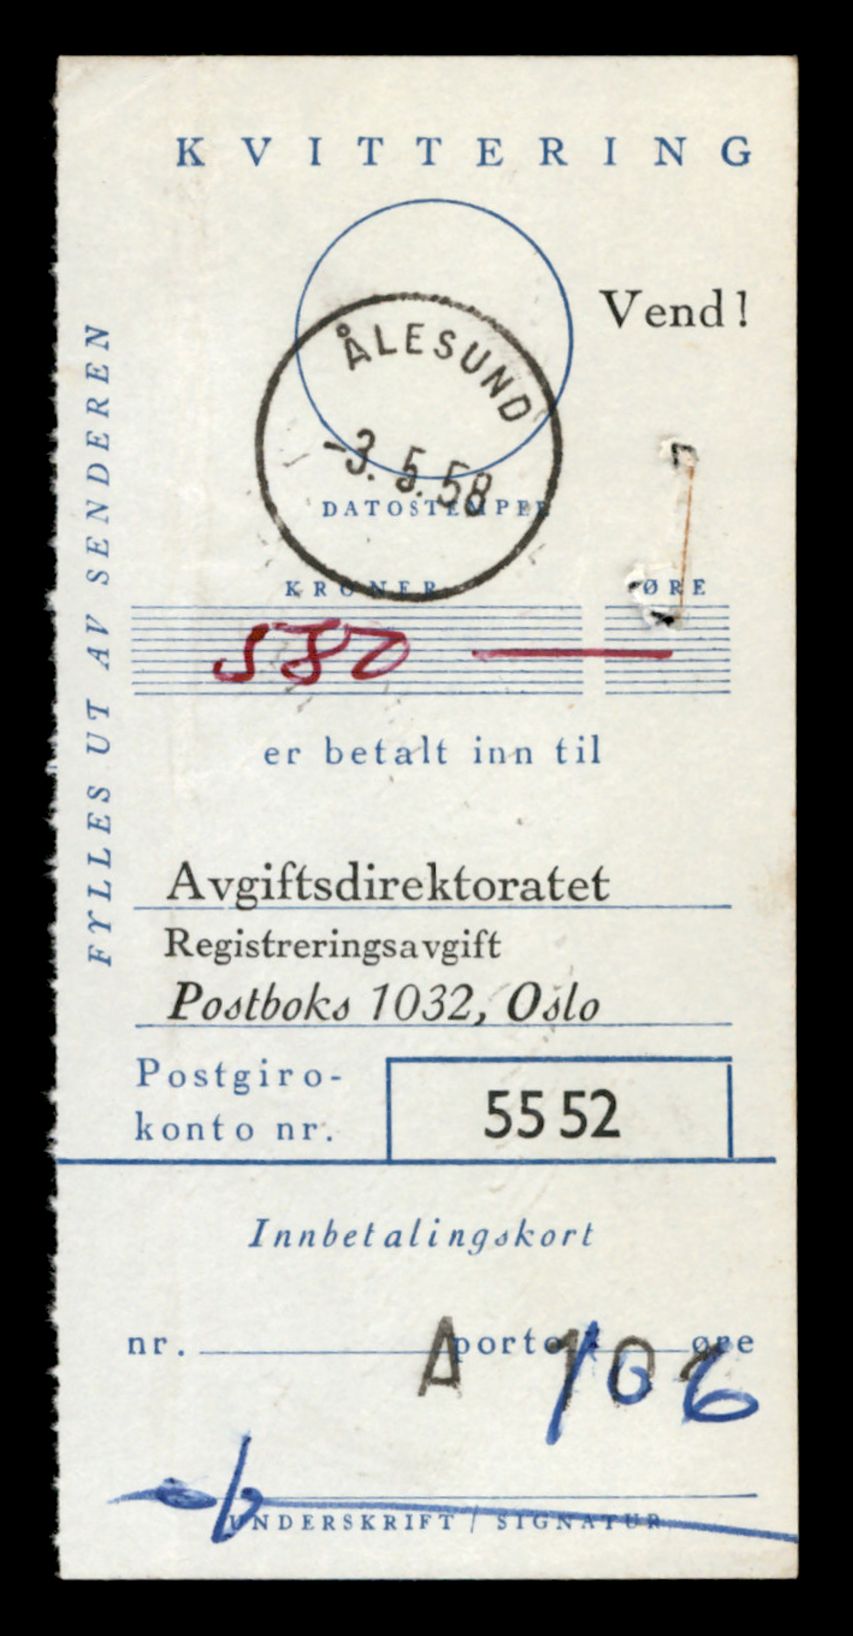 KVITTERING
Vend!
ÅLESUND
-3. 5. 58
DATOSTEMPEL
KRONER
ØRE
580 —
er betalt inn til
Avgiftsdirektoratet
Registreringsavgift
Postboks 1032, Oslo
Postgiro-
konto nr.
5552
FYLLES UT AV SENDEREN
Innbetalingskort
nr. porto øre
A 106
UNDERSKRIFT / SIGNATUR